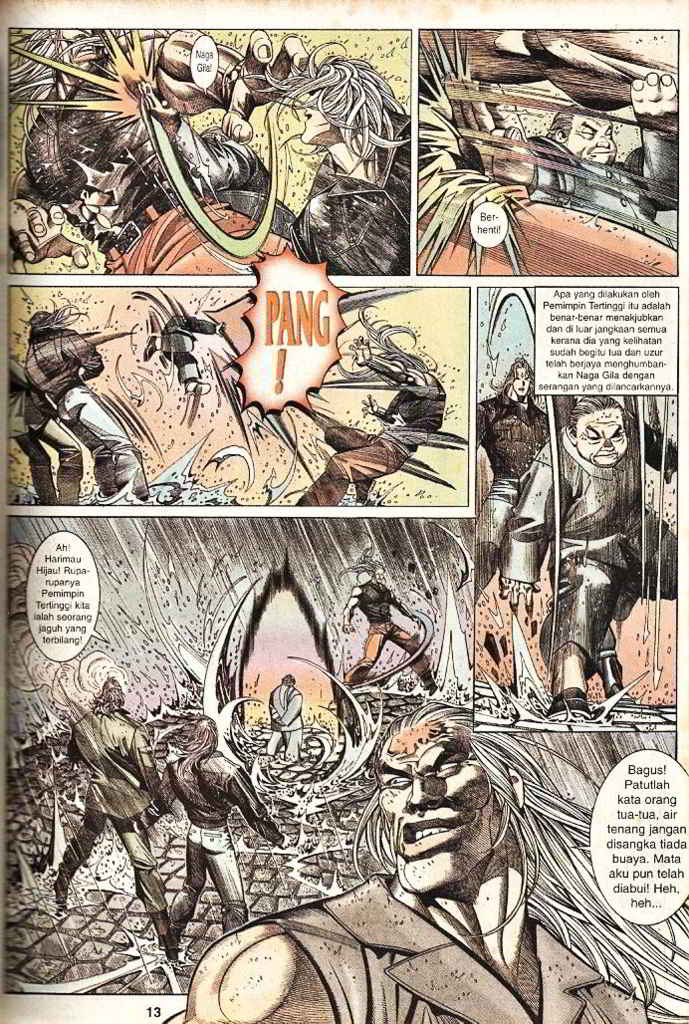 Naga
Gila!
Ber-
henti!
PANG
!
Apa yang dilakukan oleh
Pemimpin Tertinggi itu adalah
benar-benar menakjubkan
dan di luar jangkaan semua
kerana dia yang kelihatan
sudah begitu tua dan uzur
telah berjaya menghumban-
kan Naga Gila dengan
serangan yang dilancarkannya.
Ah!
Harimau
Hijau! Rupa-
rupanya
Pemimpin
Tertinggi kita
ialah seorang
jaguh yang
terbilang!
Bagus!
Patutlah
kata orang
tua-tua, air
tenang jangan
disangka tiada
buaya. Mata
aku pun telah
diabui! Heh,
heh...
13